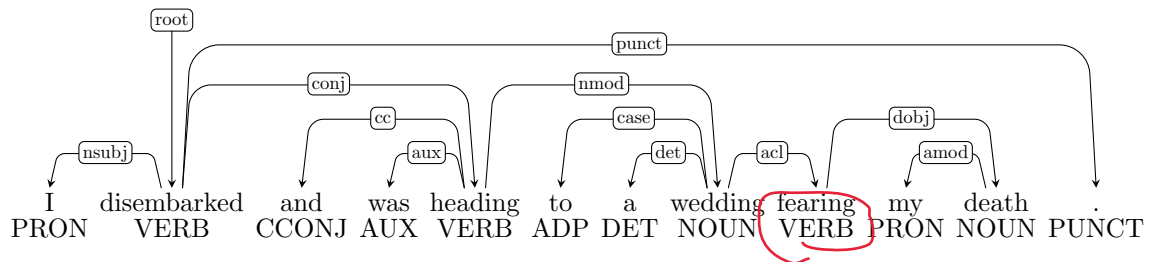 root
punct
conj nmod
cc case dobj
nsubj aux det acl amod
I disembarked and was heading to a wedding fearing my death .
PRON VERB CCONJ AUX VERB ADP DET NOUN VERB PRON NOUN PUNCT